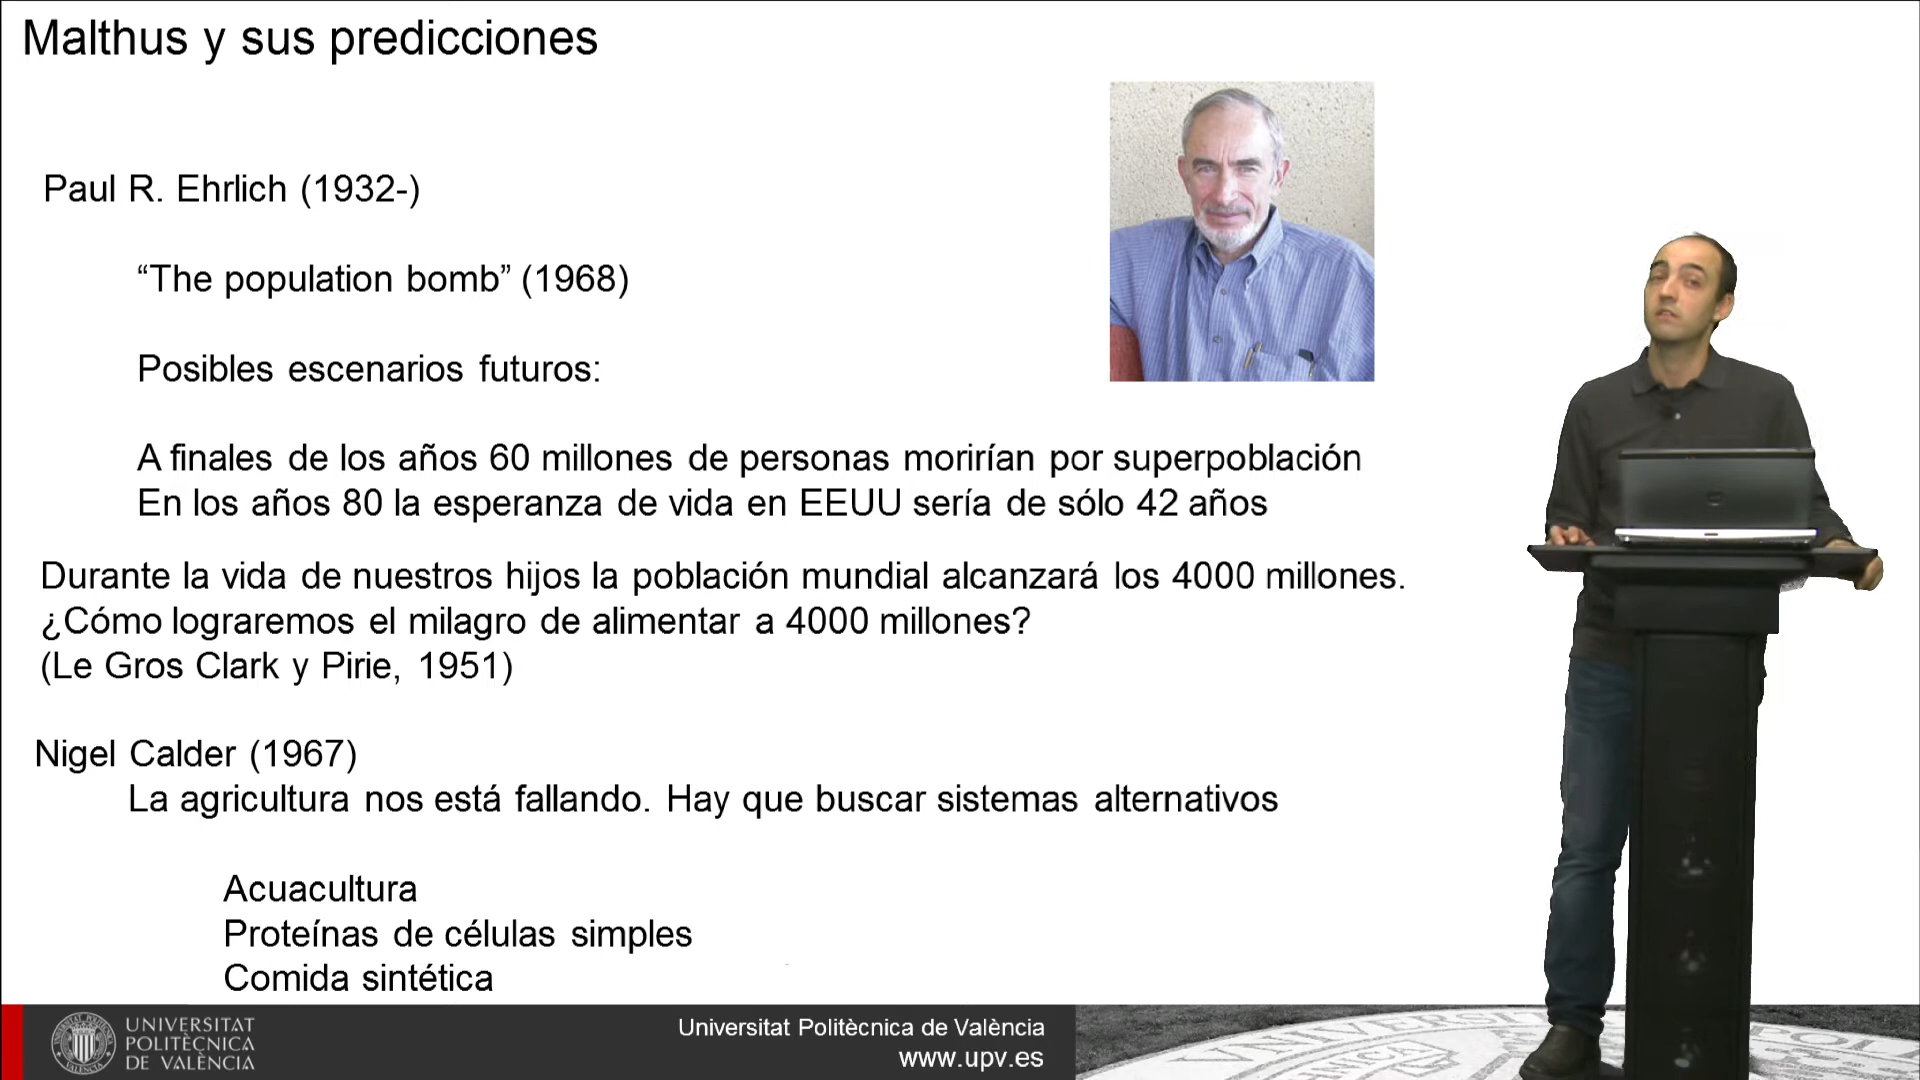 Malthus y sus predicciones
Paul R. Ehrlich (1932-)
“The population bomb” (1968)
Posibles escenarios futuros:
A finales de los años 60 millones de personas morirían por superpoblación
En los años 80 la esperanza de vida en EEUU sería de sólo 42 años
Durante la vida de nuestros hijos la población mundial alcanzará los 4000 millones.
¿Cómo lograremos el milagro de alimentar a 4000 millones?
(Le Gros Clark y Pirie, 1951)
Nigel Calder (1967)
La agricultura nos está fallando. Hay que buscar sistemas alternativos
Acuacultura
Proteínas de células simples
Comida sintética
UNIVERSITAT
POLITÈCNICA
DE VALÈNCIA
Universitat Politècnica de València
www.upv.es